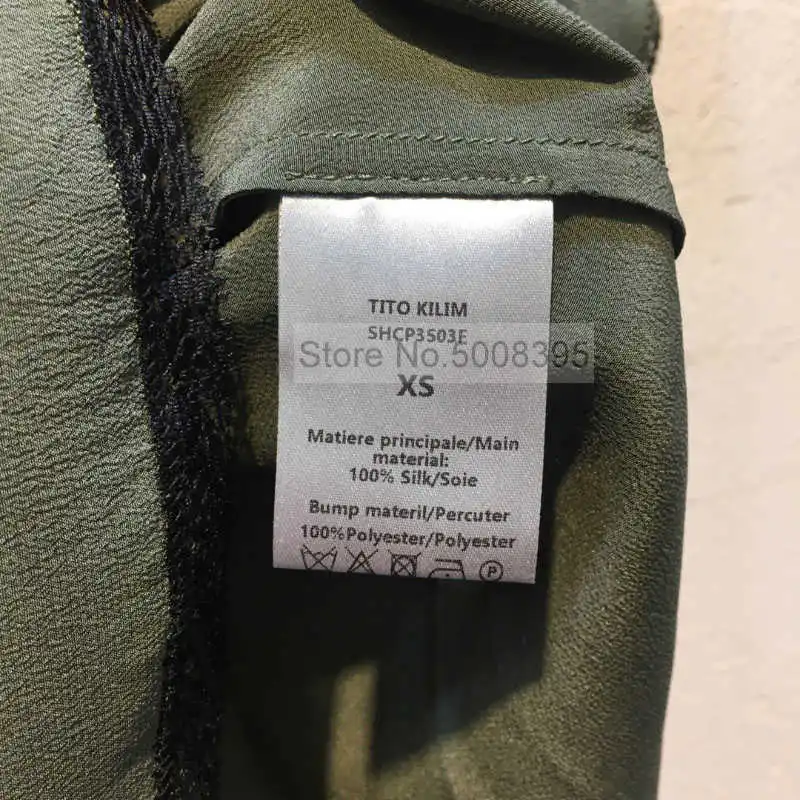 TITO KILIM
SHCP3503E
Store No.5008395
XS
Matiere principale/Main
material:
100% Silk/Soie
Bump materil/Percuter
100%Polyester/Polyester
P